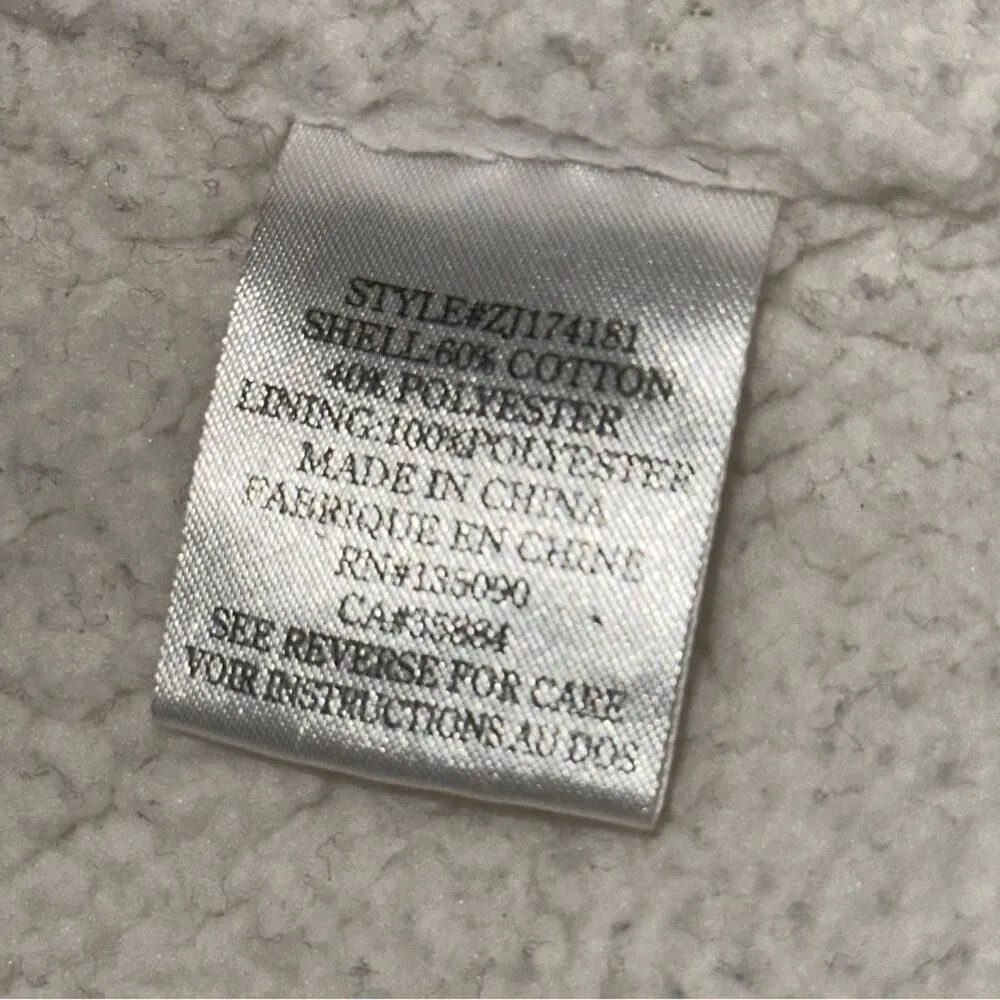 STYLE#ZJ174181
SHELL:60% COTTON
40% POLYESTER
LINING:100%POLYESTER
MADE IN CHINA
FABRIQUE EN CHINE
RN#135090
CA#35884
SEE REVERSE FOR CARE
VOIR INSTRUCTIONS AU DOS